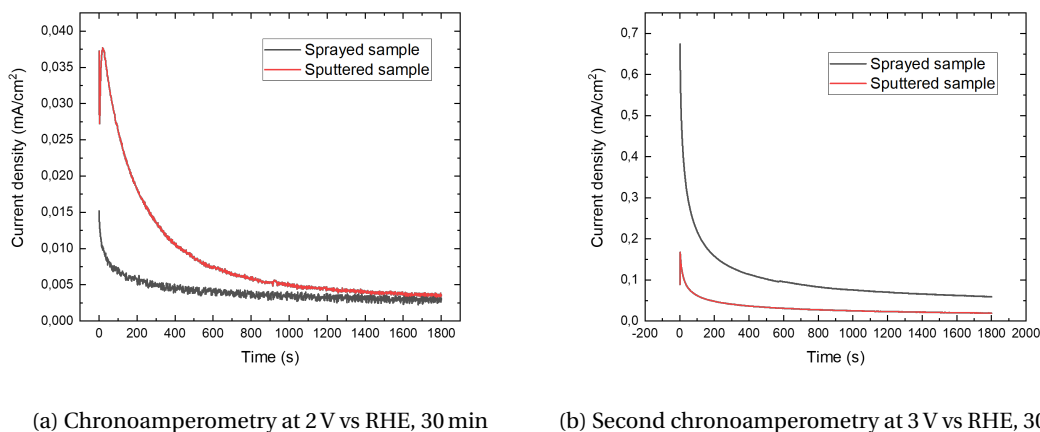 0,040
0,035
0,030
0,025
0,020
0,015
0,010
0,005
0,000
Current density (mA/cm²)
0 200 400 600 800 1000 1200 1400 1600 1800
Time (s)
Sprayed sample
Sputtered sample
0,7
0,6
0,5
0,4
0,3
0,2
0,1
0,0
Current density (mA/cm²)
-200 0 200 400 600 800 1000 1200 1400 1600 1800 2000
Time (s)
Sprayed sample
Sputtered sample
(a) Chronoamperometry at 2 V vs RHE, 30 min
(b) Second chronoamperometry at 3 V vs RHE, 30